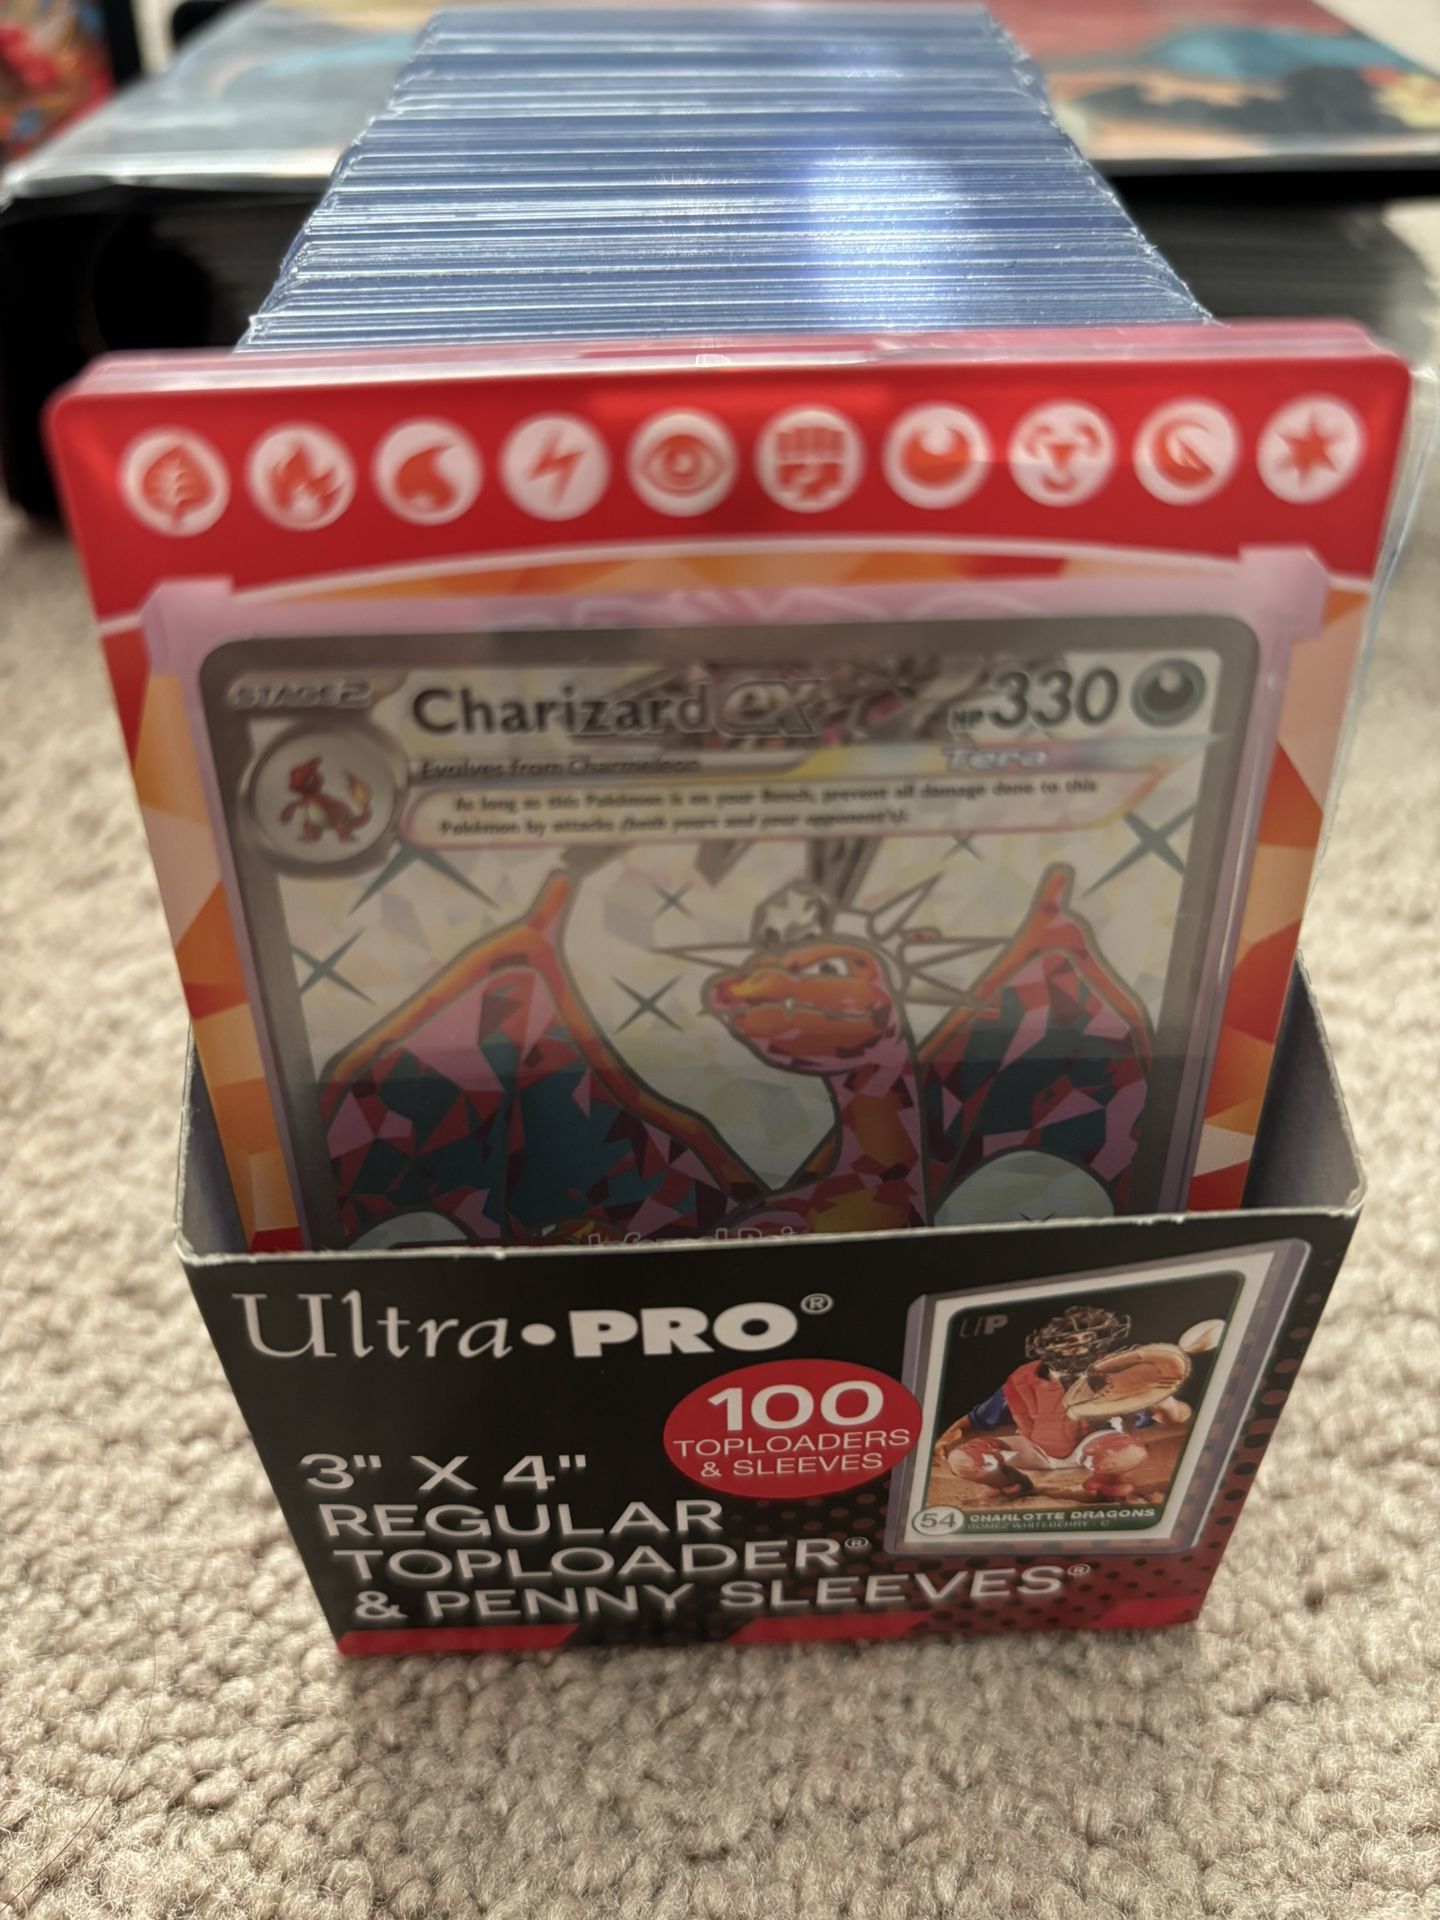 STAGE 2 Charizard ex HP 330
Evolves from Charmeleon Tera
As long as this Pokémon is on your Bench, prevent all damage done to this
Pokémon by attacks (both yours and your opponent's).
Ultra•PRO®
UP
100
TOPLOADERS
& SLEEVES
3" X 4"
REGULAR
TOPLOADER®
& PENNY SLEEVES®
54 CHARLOTTE DRAGONS